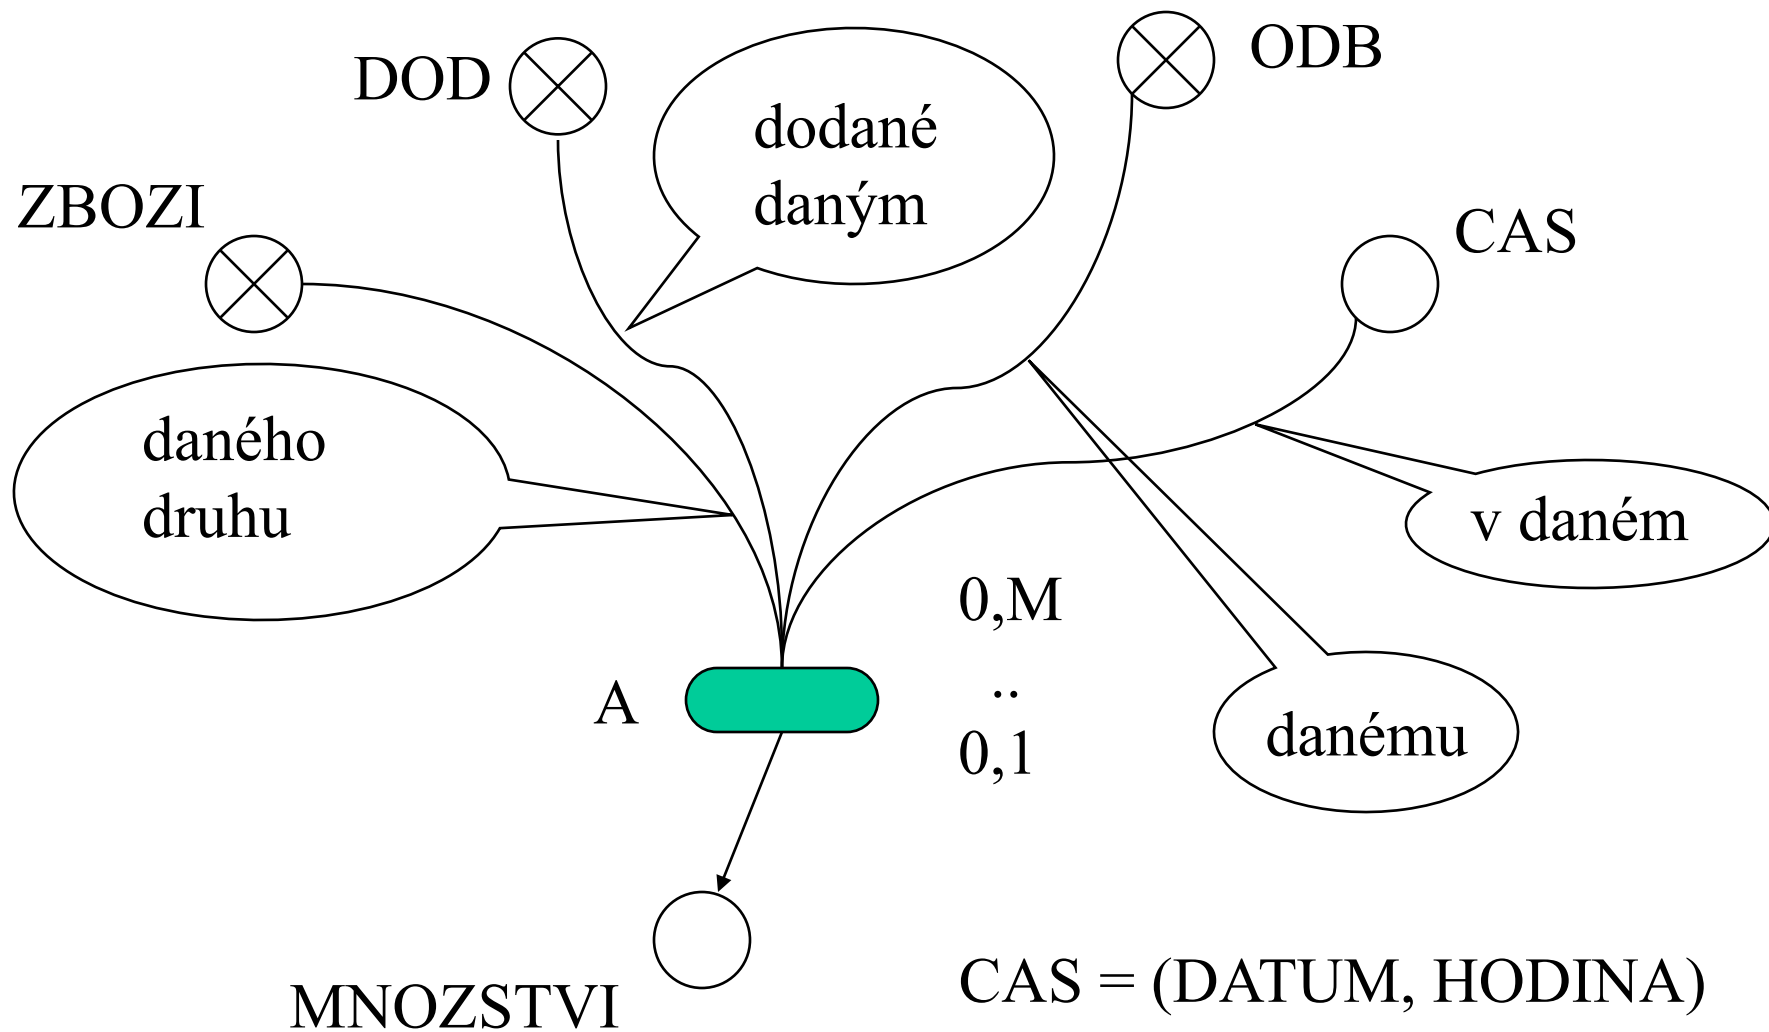 DOD
ODB
dodané
daným
ZBOZI
CAS
daného
druhu
v daném
0,M
..
0,1
A
danému
MNOZSTVI
CAS = (DATUM, HODINA)